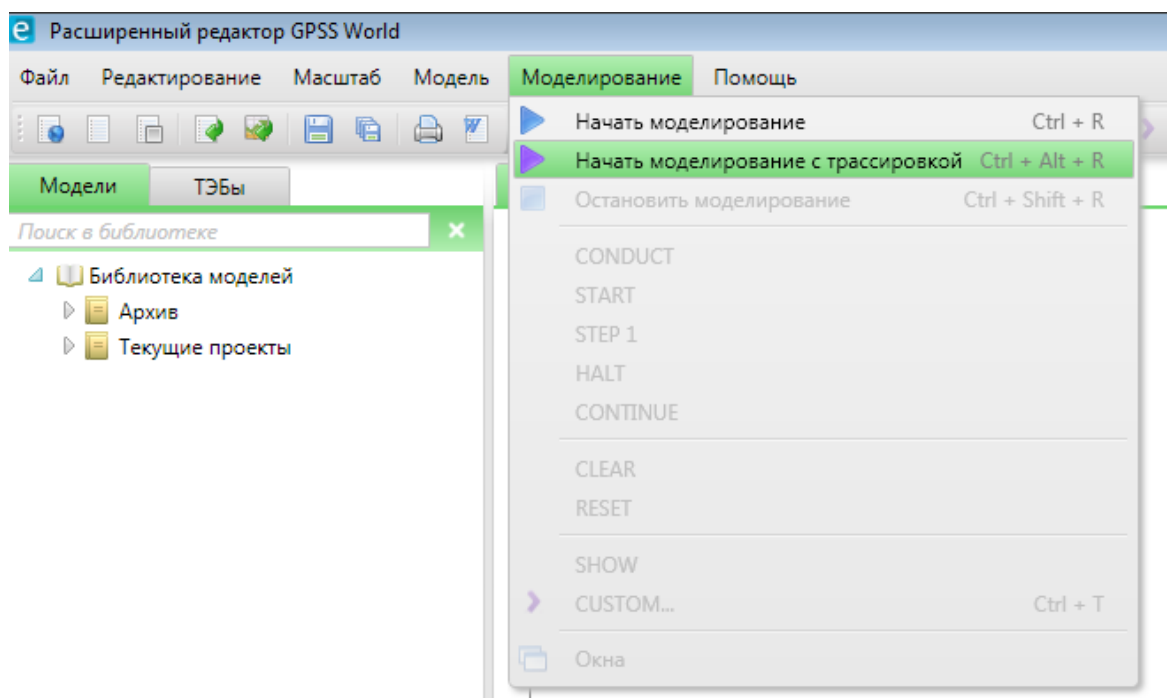 Расширенный редактор GPSS World
Файл Редактирование Масштаб Модель Моделирование Помощь
Модели ТЭБы
Поиск в библиотеке
Библиотека моделей
Архив
Текущие проекты
Начать моделирование Ctrl + R
Начать моделирование с трассировкой Ctrl + Alt + R
Остановить моделирование Ctrl + Shift + R
CONDUCT
START
STEP 1
HALT
CONTINUE
CLEAR
RESET
SHOW
CUSTOM... Ctrl + T
Окна